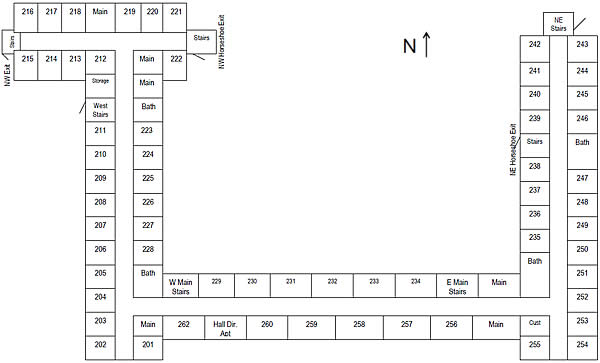 216 217 218 Main 219 220 221
NE
Stairs
Stairs
Stairs
NW Horseshoe Exit
N
242 243
215 214 213 212 Main 222
NW Exit
241 244
Storage Main
240 245
West
Stairs
Bath
239 246
211 223
NE Horseshoe Exit
Stairs Bath
210 224
238
209 225
237 247
208 226
236 248
207 227
235 249
206 228
Bath 250
205 Bath
W Main
Stairs
229 230 231 232 233 234
E Main
Stairs
Main
251
204 252
203 Main 262
Hall Dir.
Apt
260 259 258 257 256 Main Cust 253
202 201 255 254